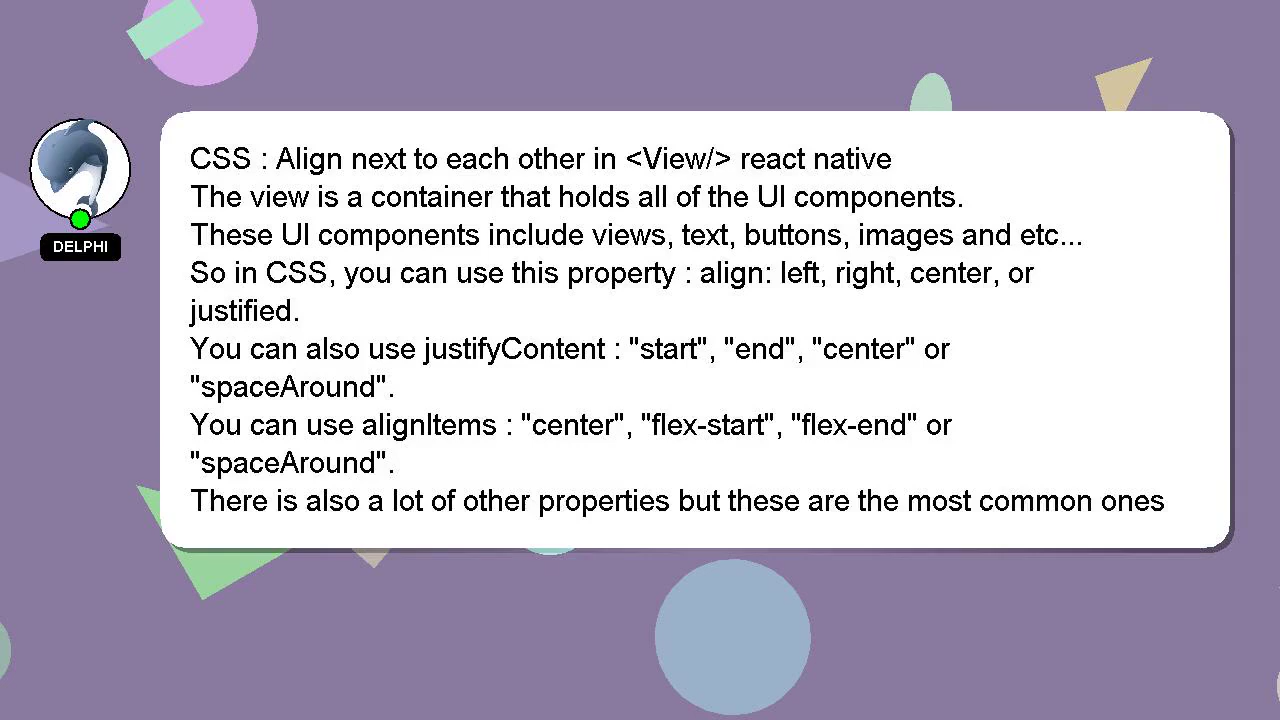 CSS : Align next to each other in <View/> react native
The view is a container that holds all of the UI components.
These UI components include views, text, buttons, images and etc...
So in CSS, you can use this property : align: left, right, center, or
justified.
You can also use justifyContent : "start", "end", "center" or
"spaceAround".
You can use alignItems : "center", "flex-start", "flex-end" or
"spaceAround".
There is also a lot of other properties but these are the most common ones
DELPHI